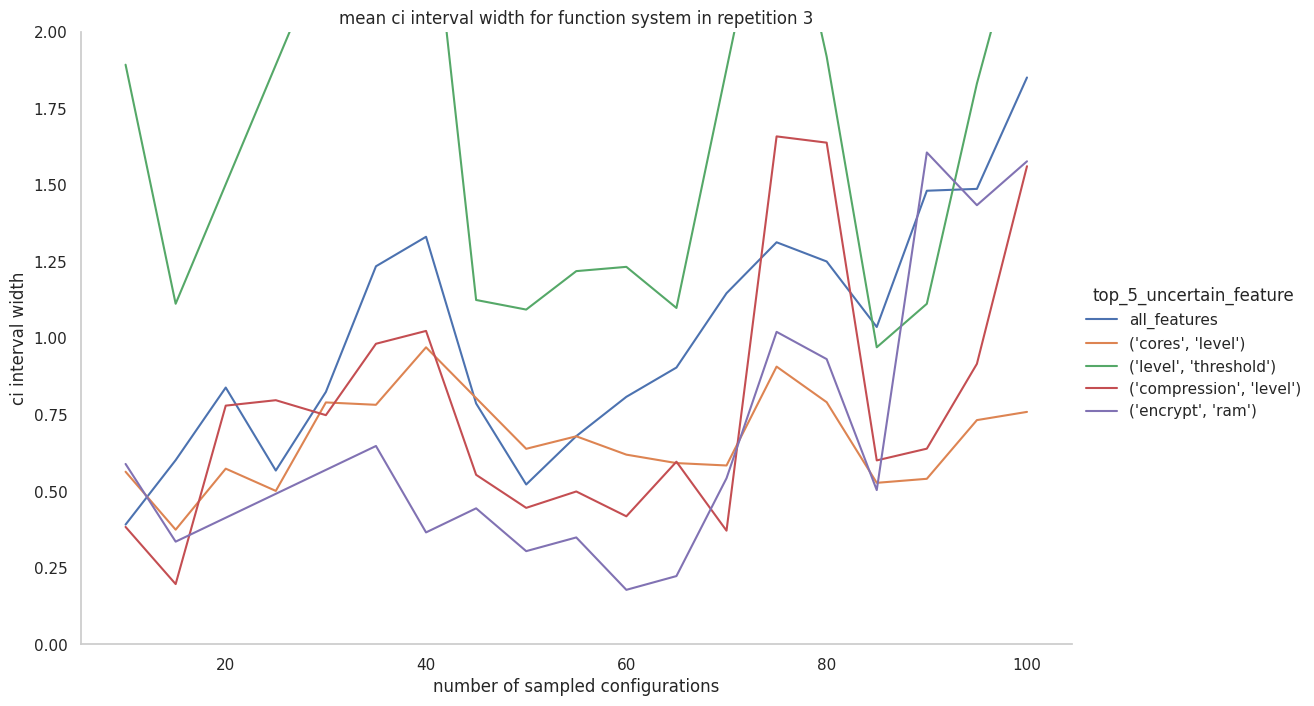 mean ci interval width for function system in repetition 3
2.00
1.75
1.50
1.25
1.00
0.75
0.50
0.25
0.00
ci interval width
20 40 60 80 100
number of sampled configurations
top_5_uncertain_feature
all_features
('cores', 'level')
('level', 'threshold')
('compression', 'level')
('encrypt', 'ram')